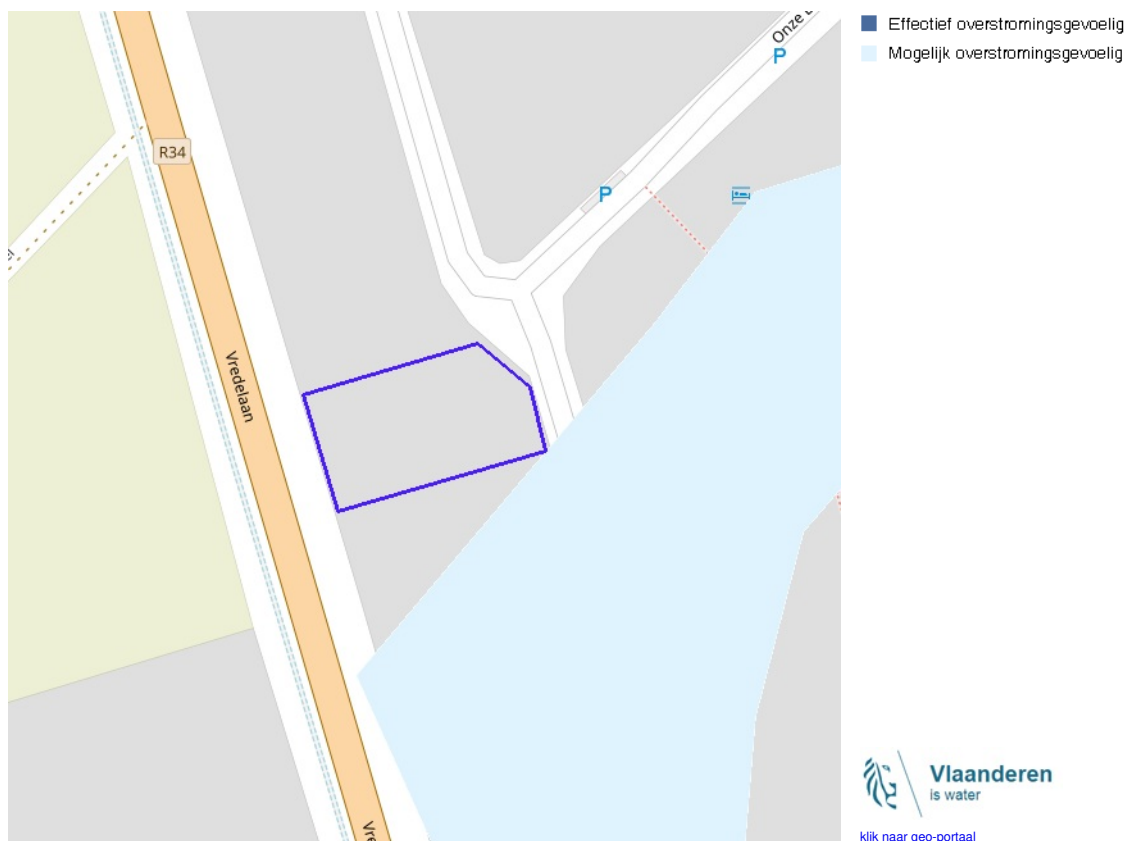 Onze
P
Effectief overstromingsgevoelig
Mogelijk overstromingsgevoelig
R34
P
Vredelaan
Vre
Vlaanderen
is water
klik naar geo-portaal